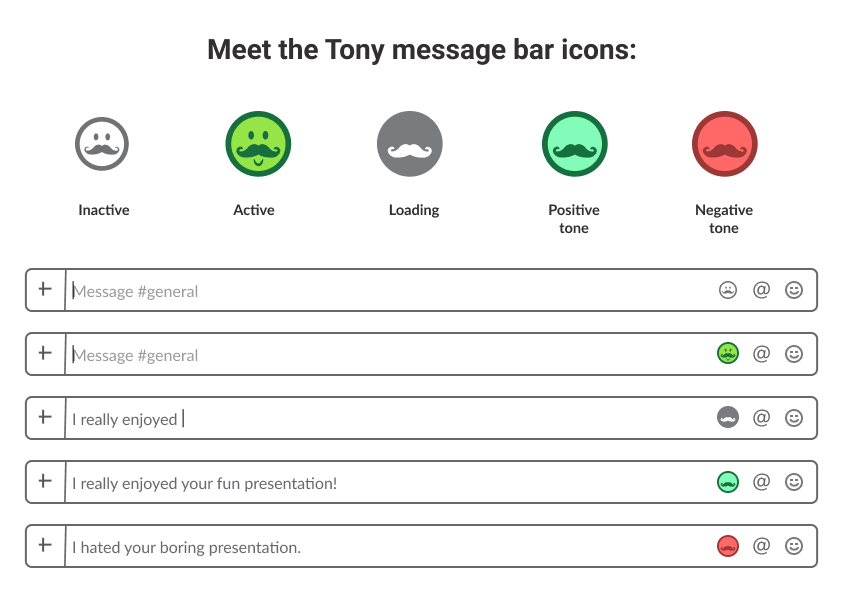 Meet the Tony message bar icons:
Inactive
Active
Loading
Positive
tone
Negative
tone
+ Message #general @
+ Message #general @
+ I really enjoyed @
+ I really enjoyed your fun presentation! @
+ I hated your boring presentation. @